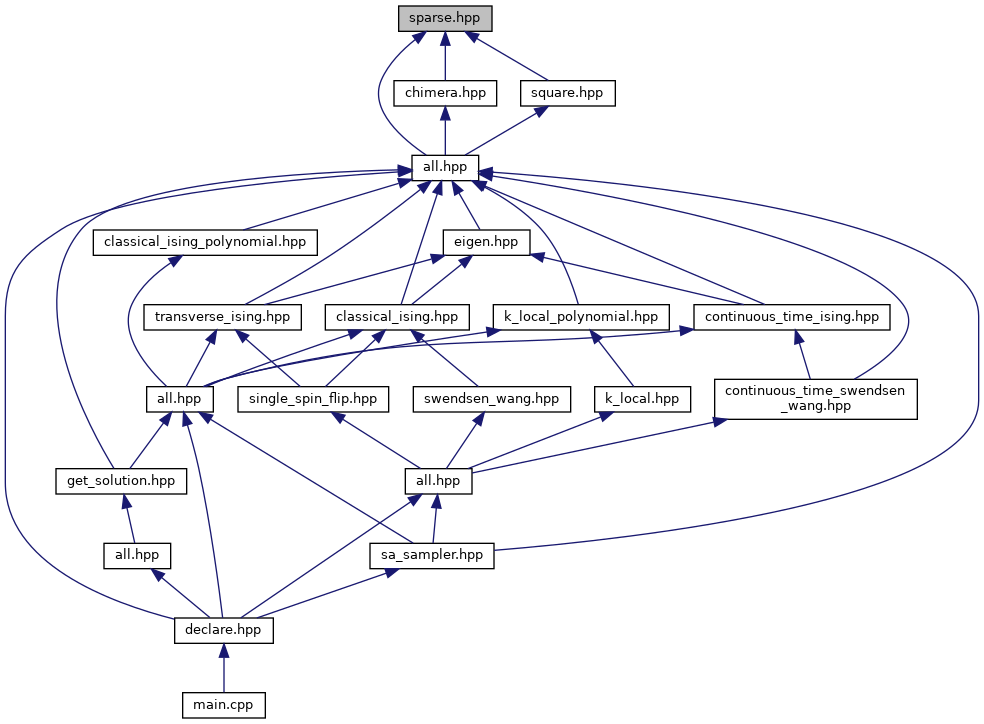 sparse.hpp
chimera.hpp
square.hpp
all.hpp
classical_ising_polynomial.hpp
eigen.hpp
transverse_ising.hpp
classical_ising.hpp
k_local_polynomial.hpp
continuous_time_ising.hpp
all.hpp
single_spin_flip.hpp
swendsen_wang.hpp
k_local.hpp
continuous_time_swendsen
_wang.hpp
get_solution.hpp
all.hpp
all.hpp
sa_sampler.hpp
declare.hpp
main.cpp